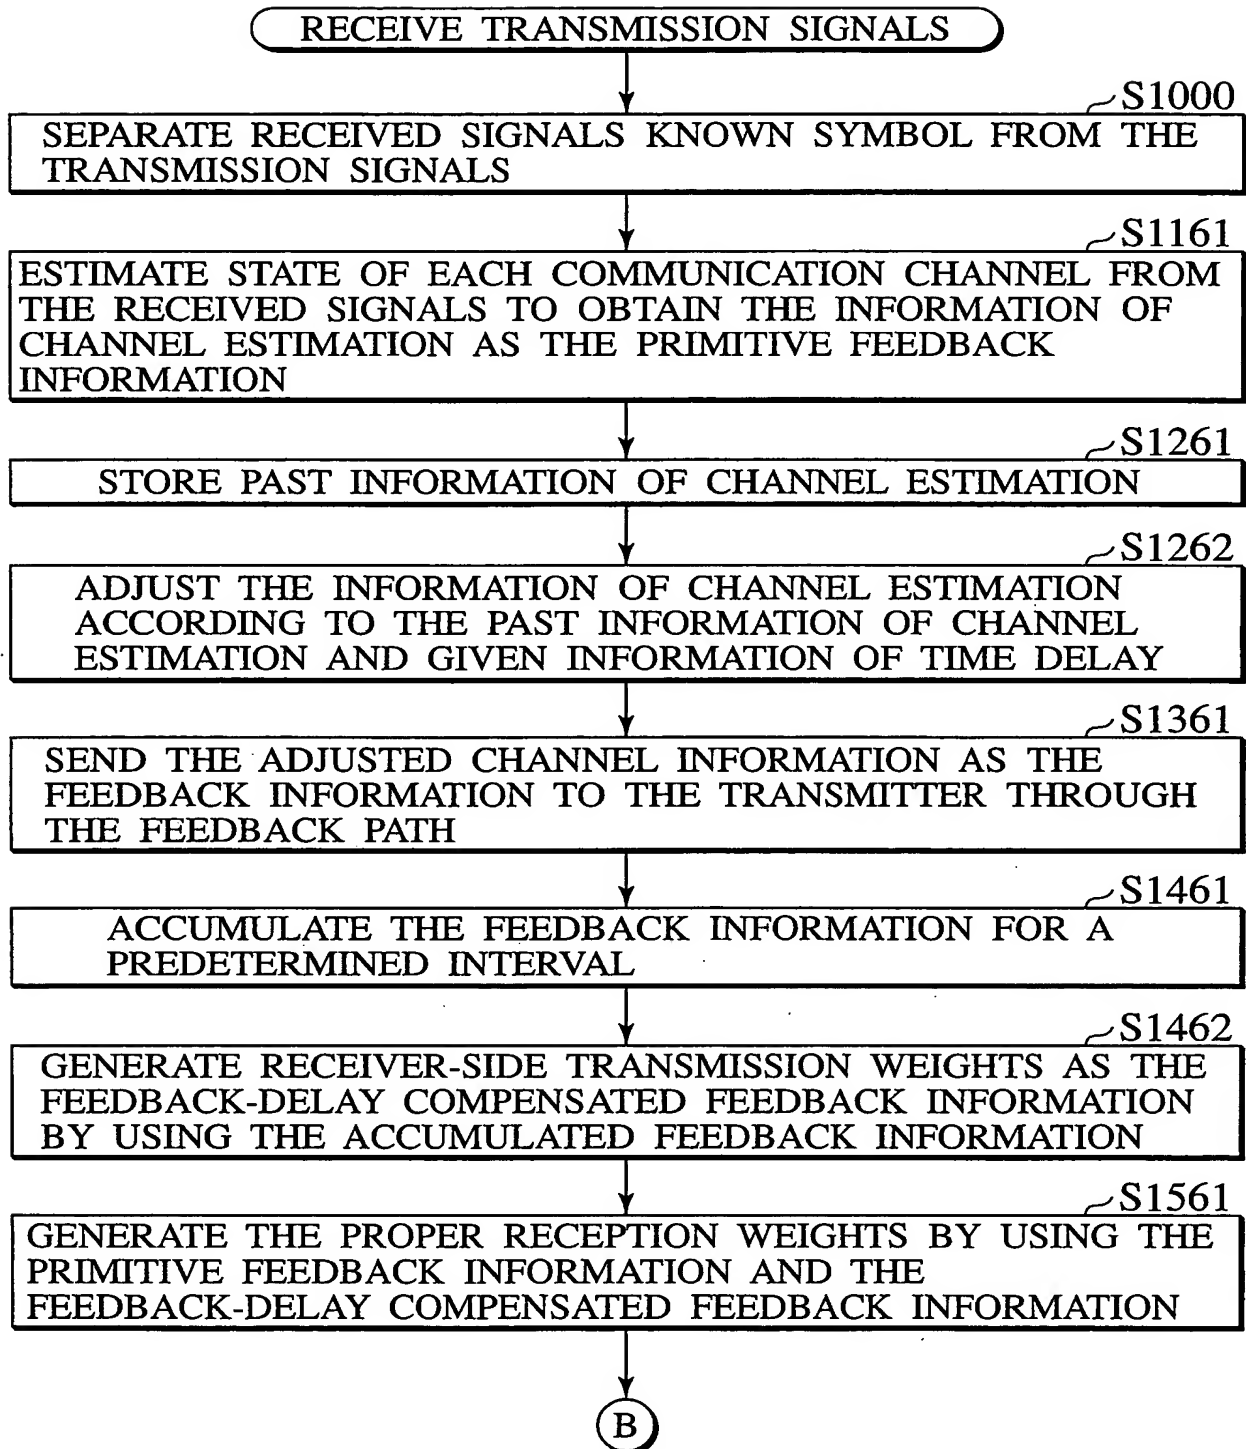 RECEIVE TRANSMISSION SIGNALS
S1000
SEPARATE RECEIVED SIGNALS KNOWN SYMBOL FROM THE
TRANSMISSION SIGNALS
S1161
ESTIMATE STATE OF EACH COMMUNICATION CHANNEL FROM
THE RECEIVED SIGNALS TO OBTAIN THE INFORMATION OF
CHANNEL ESTIMATION AS THE PRIMITIVE FEEDBACK
INFORMATION
S1261
STORE PAST INFORMATION OF CHANNEL ESTIMATION
S1262
ADJUST THE INFORMATION OF CHANNEL ESTIMATION
ACCORDING TO THE PAST INFORMATION OF CHANNEL
ESTIMATION AND GIVEN INFORMATION OF TIME DELAY
S1361
SEND THE ADJUSTED CHANNEL INFORMATION AS THE
FEEDBACK INFORMATION TO THE TRANSMITTER THROUGH
THE FEEDBACK PATH
S1461
ACCUMULATE THE FEEDBACK INFORMATION FOR A
PREDETERMINED INTERVAL
S1462
GENERATE RECEIVER-SIDE TRANSMISSION WEIGHTS AS THE
FEEDBACK-DELAY COMPENSATED FEEDBACK INFORMATION
BY USING THE ACCUMULATED FEEDBACK INFORMATION
S1561
GENERATE THE PROPER RECEPTION WEIGHTS BY USING THE
PRIMITIVE FEEDBACK INFORMATION AND THE
FEEDBACK-DELAY COMPENSATED FEEDBACK INFORMATION
B